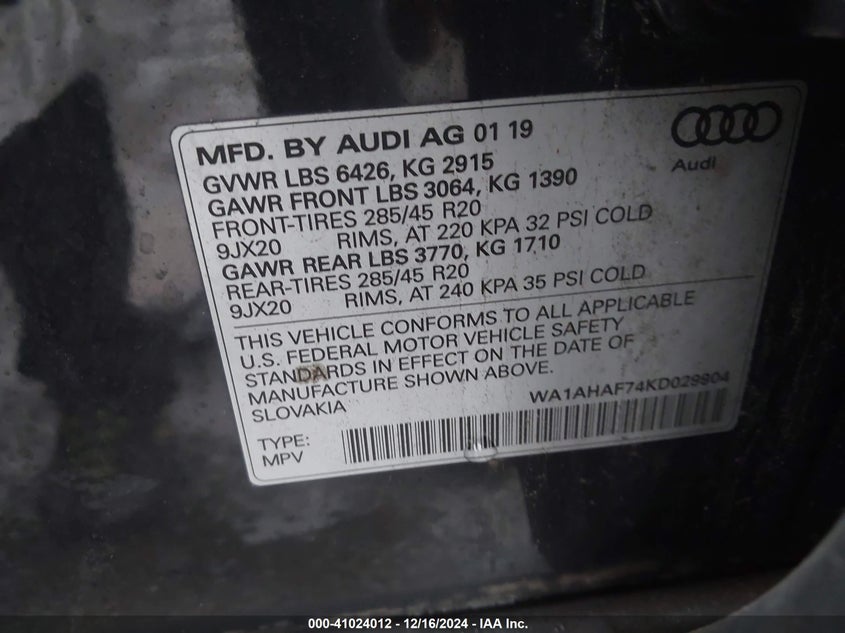 MFD. BY AUDI AG 01 19
GVWR LBS 6426, KG 2915
GAWR FRONT LBS 3064, KG 1390
FRONT-TIRES 285/45 R20
9JX20 RIMS, AT 220 KPA 32 PSI COLD
GAWR REAR LBS 3770, KG 1710
REAR-TIRES 285/45 R20
9JX20 RIMS, AT 240 KPA 35 PSI COLD
Audi
THIS VEHICLE CONFORMS TO ALL APPLICABLE
U.S. FEDERAL MOTOR VEHICLE SAFETY
STANDARDS IN EFFECT ON THE DATE OF
MANUFACTURE SHOWN ABOVE.
SLOVAKIA
WA1AHAF74KD029904
TYPE:
MPV
000-41024012 - 12/16/2024 - IAA Inc.